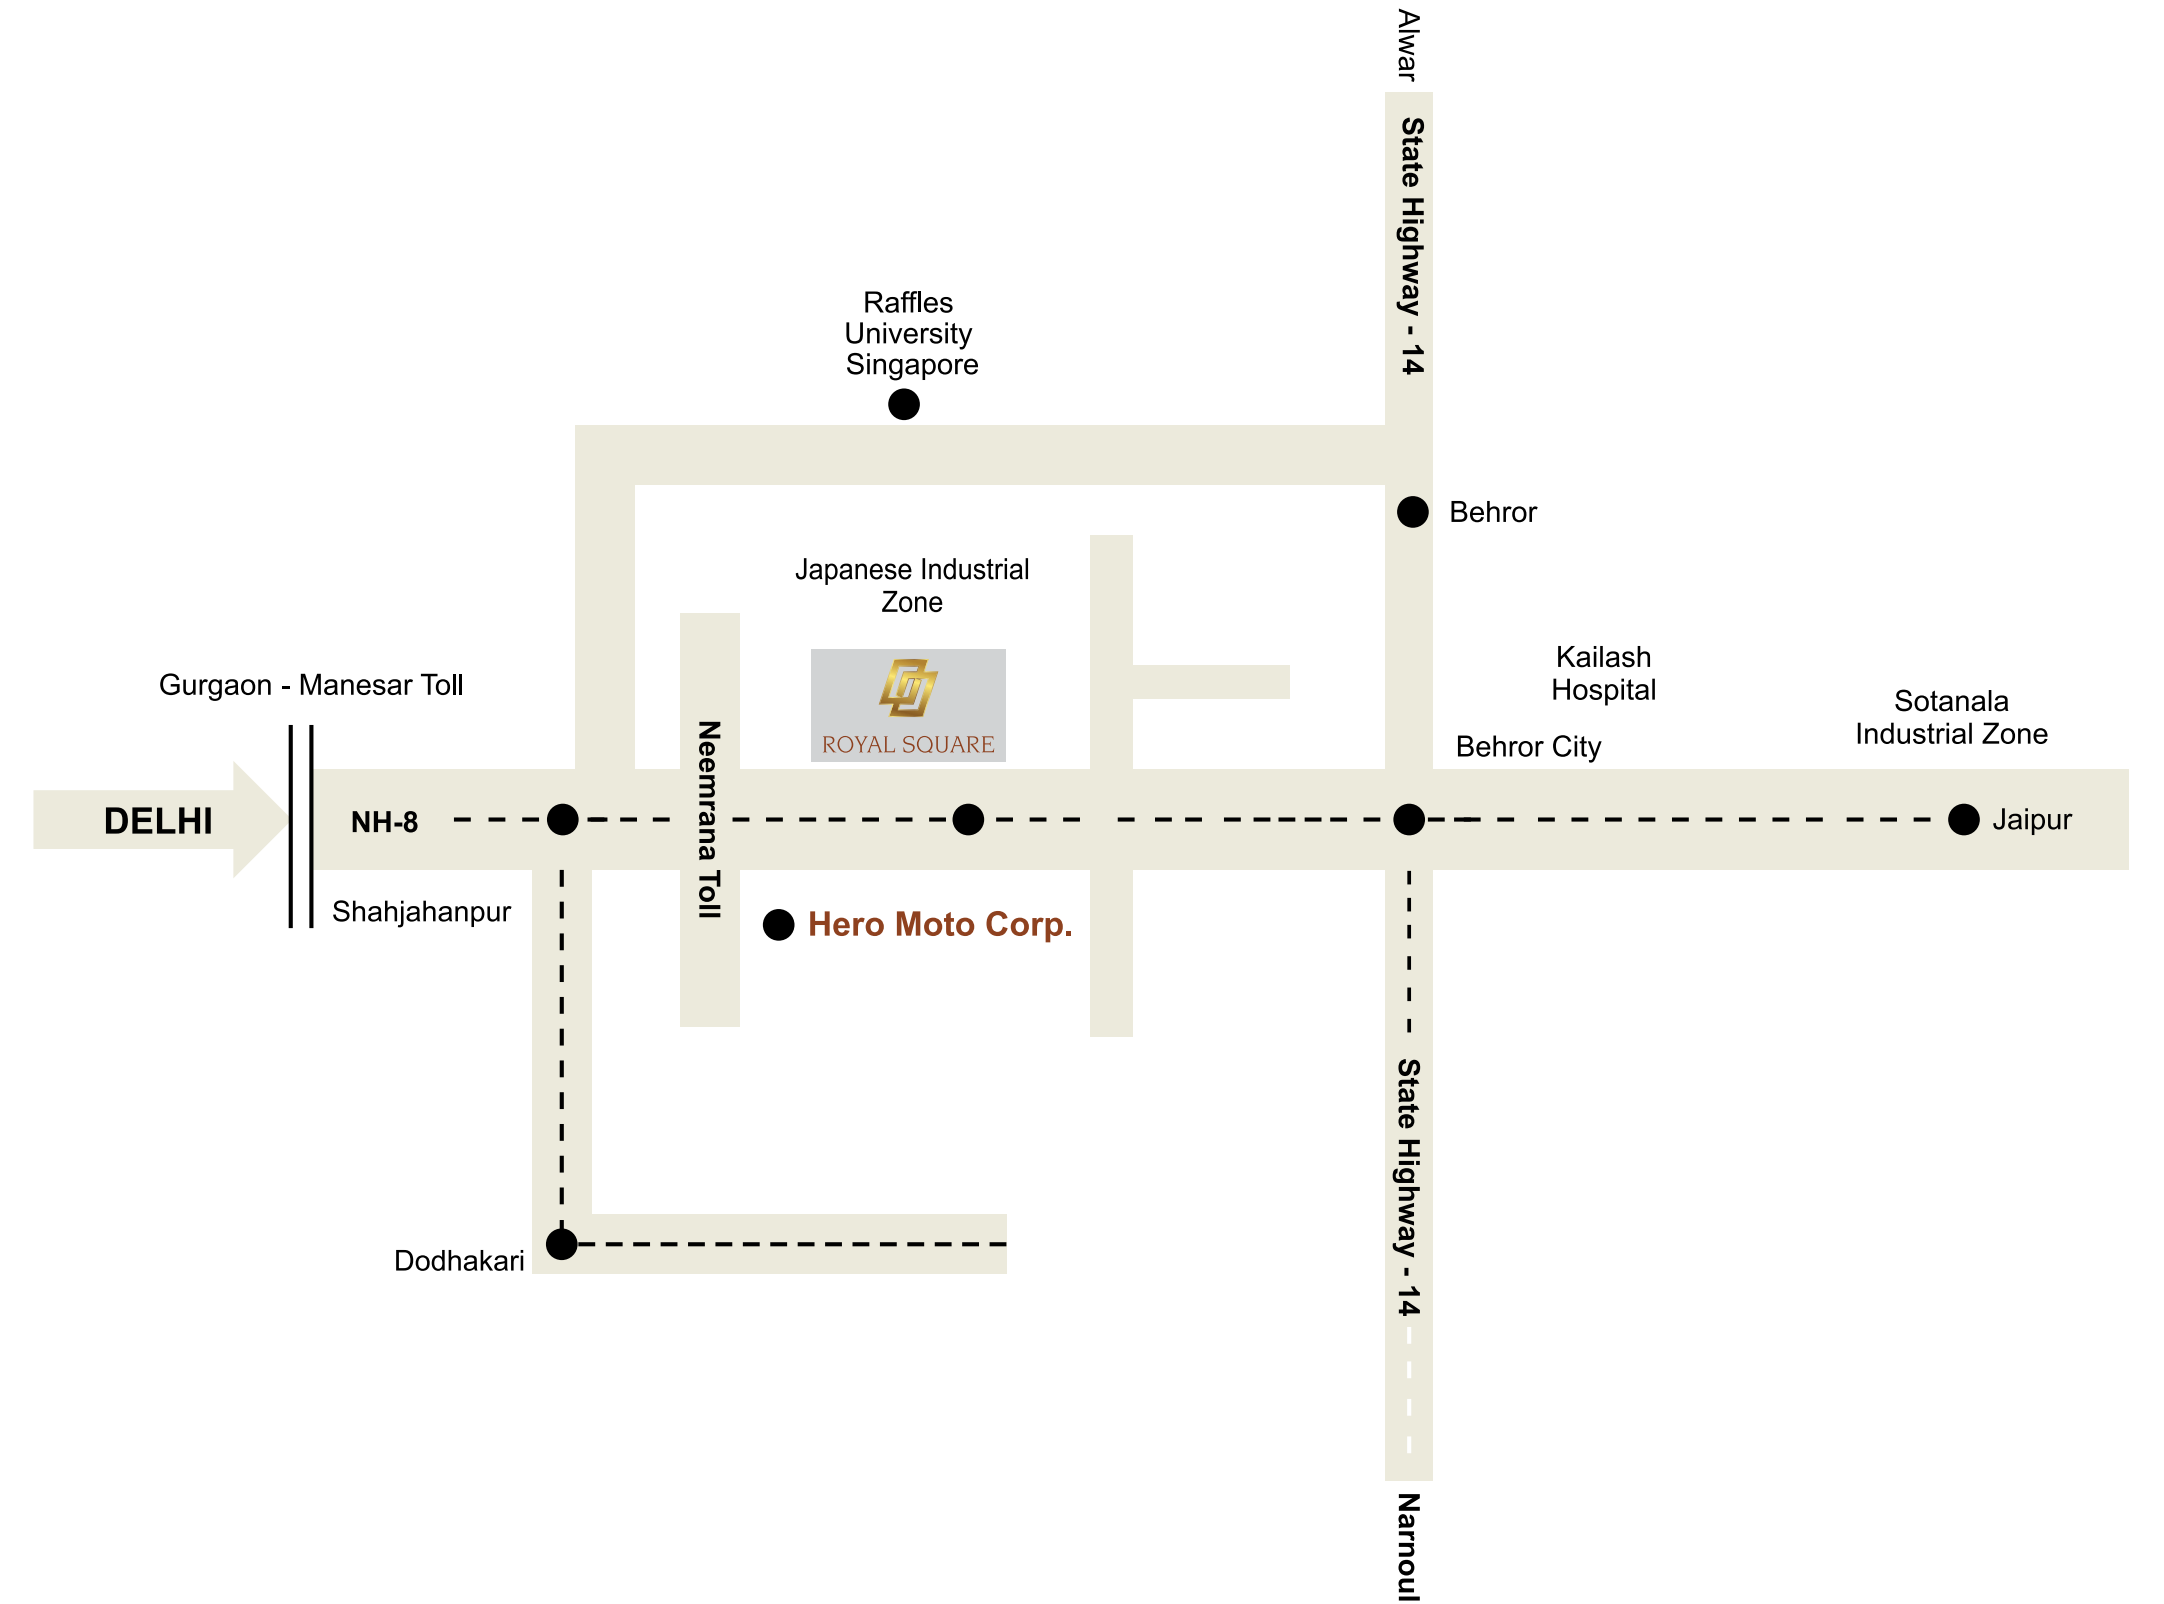 Alwar
State Highway - 14
Raffles
University
Singapore
Behror
Japanese Industrial
Zone
Kailash
Hospital
Gurgaon - Manesar Toll
Sotanala
Industrial Zone
ROYAL SQUARE
Behror City
DELHI
NH-8
Neemrana Toll
Jaipur
Shahjahanpur
Hero Moto Corp.
State Highway - 14
Dodhakari
Narnoul